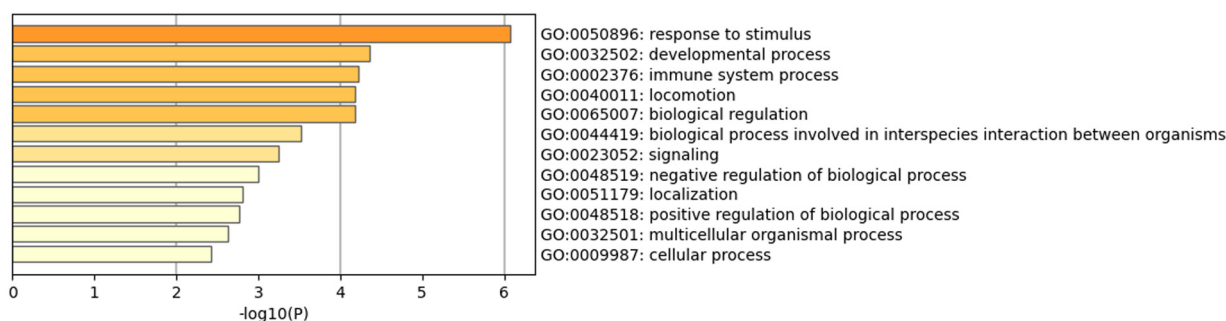 GO:0050896: response to stimulus
GO:0032502: developmental process
GO:0002376: immune system process
GO:0040011: locomotion
GO:0065007: biological regulation
GO:0044419: biological process involved in interspecies interaction between organisms
GO:0023052: signaling
GO:0048519: negative regulation of biological process
GO:0051179: localization
GO:0048518: positive regulation of biological process
GO:0032501: multicellular organismal process
GO:0009987: cellular process
0 1 2 3 4 5 6
-log10(P)